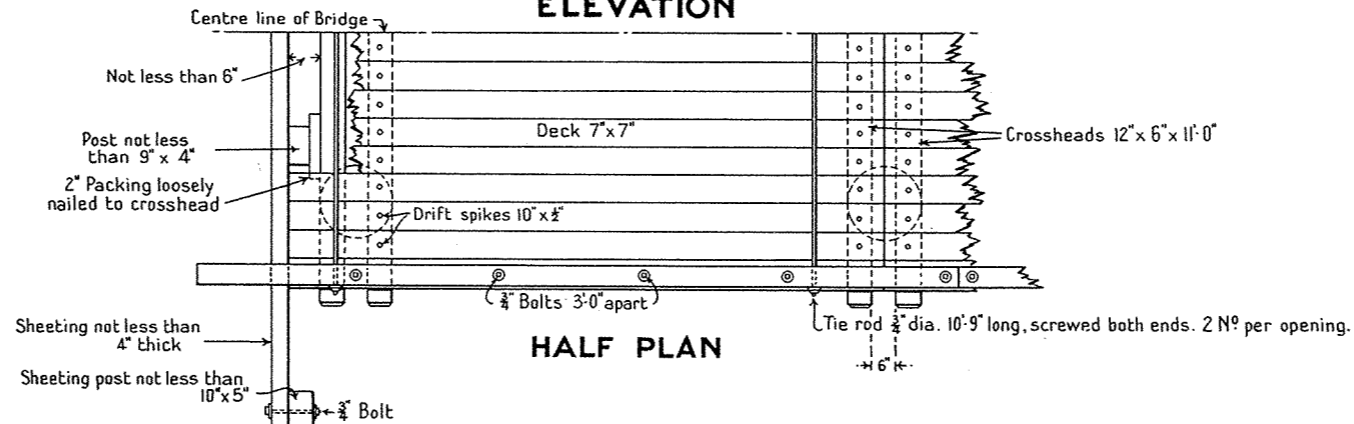 ELEVATION
Centre line of Bridge
Not less than 6"
Post not less
than 9" x 4"
2" Packing loosely
nailed to crosshead
Deck 7"x 7"
Crossheads 12" x 6" x 11'-0"
Drift spikes 10" x ½"
¾" Bolts 3'-0" apart
Tie rod ¾" dia. 10'-9" long, screwed both ends. 2 Nº per opening.
Sheeting not less than
4" thick
HALF PLAN
6"
Sheeting post not less than
10" x 5"
¾" Bolt